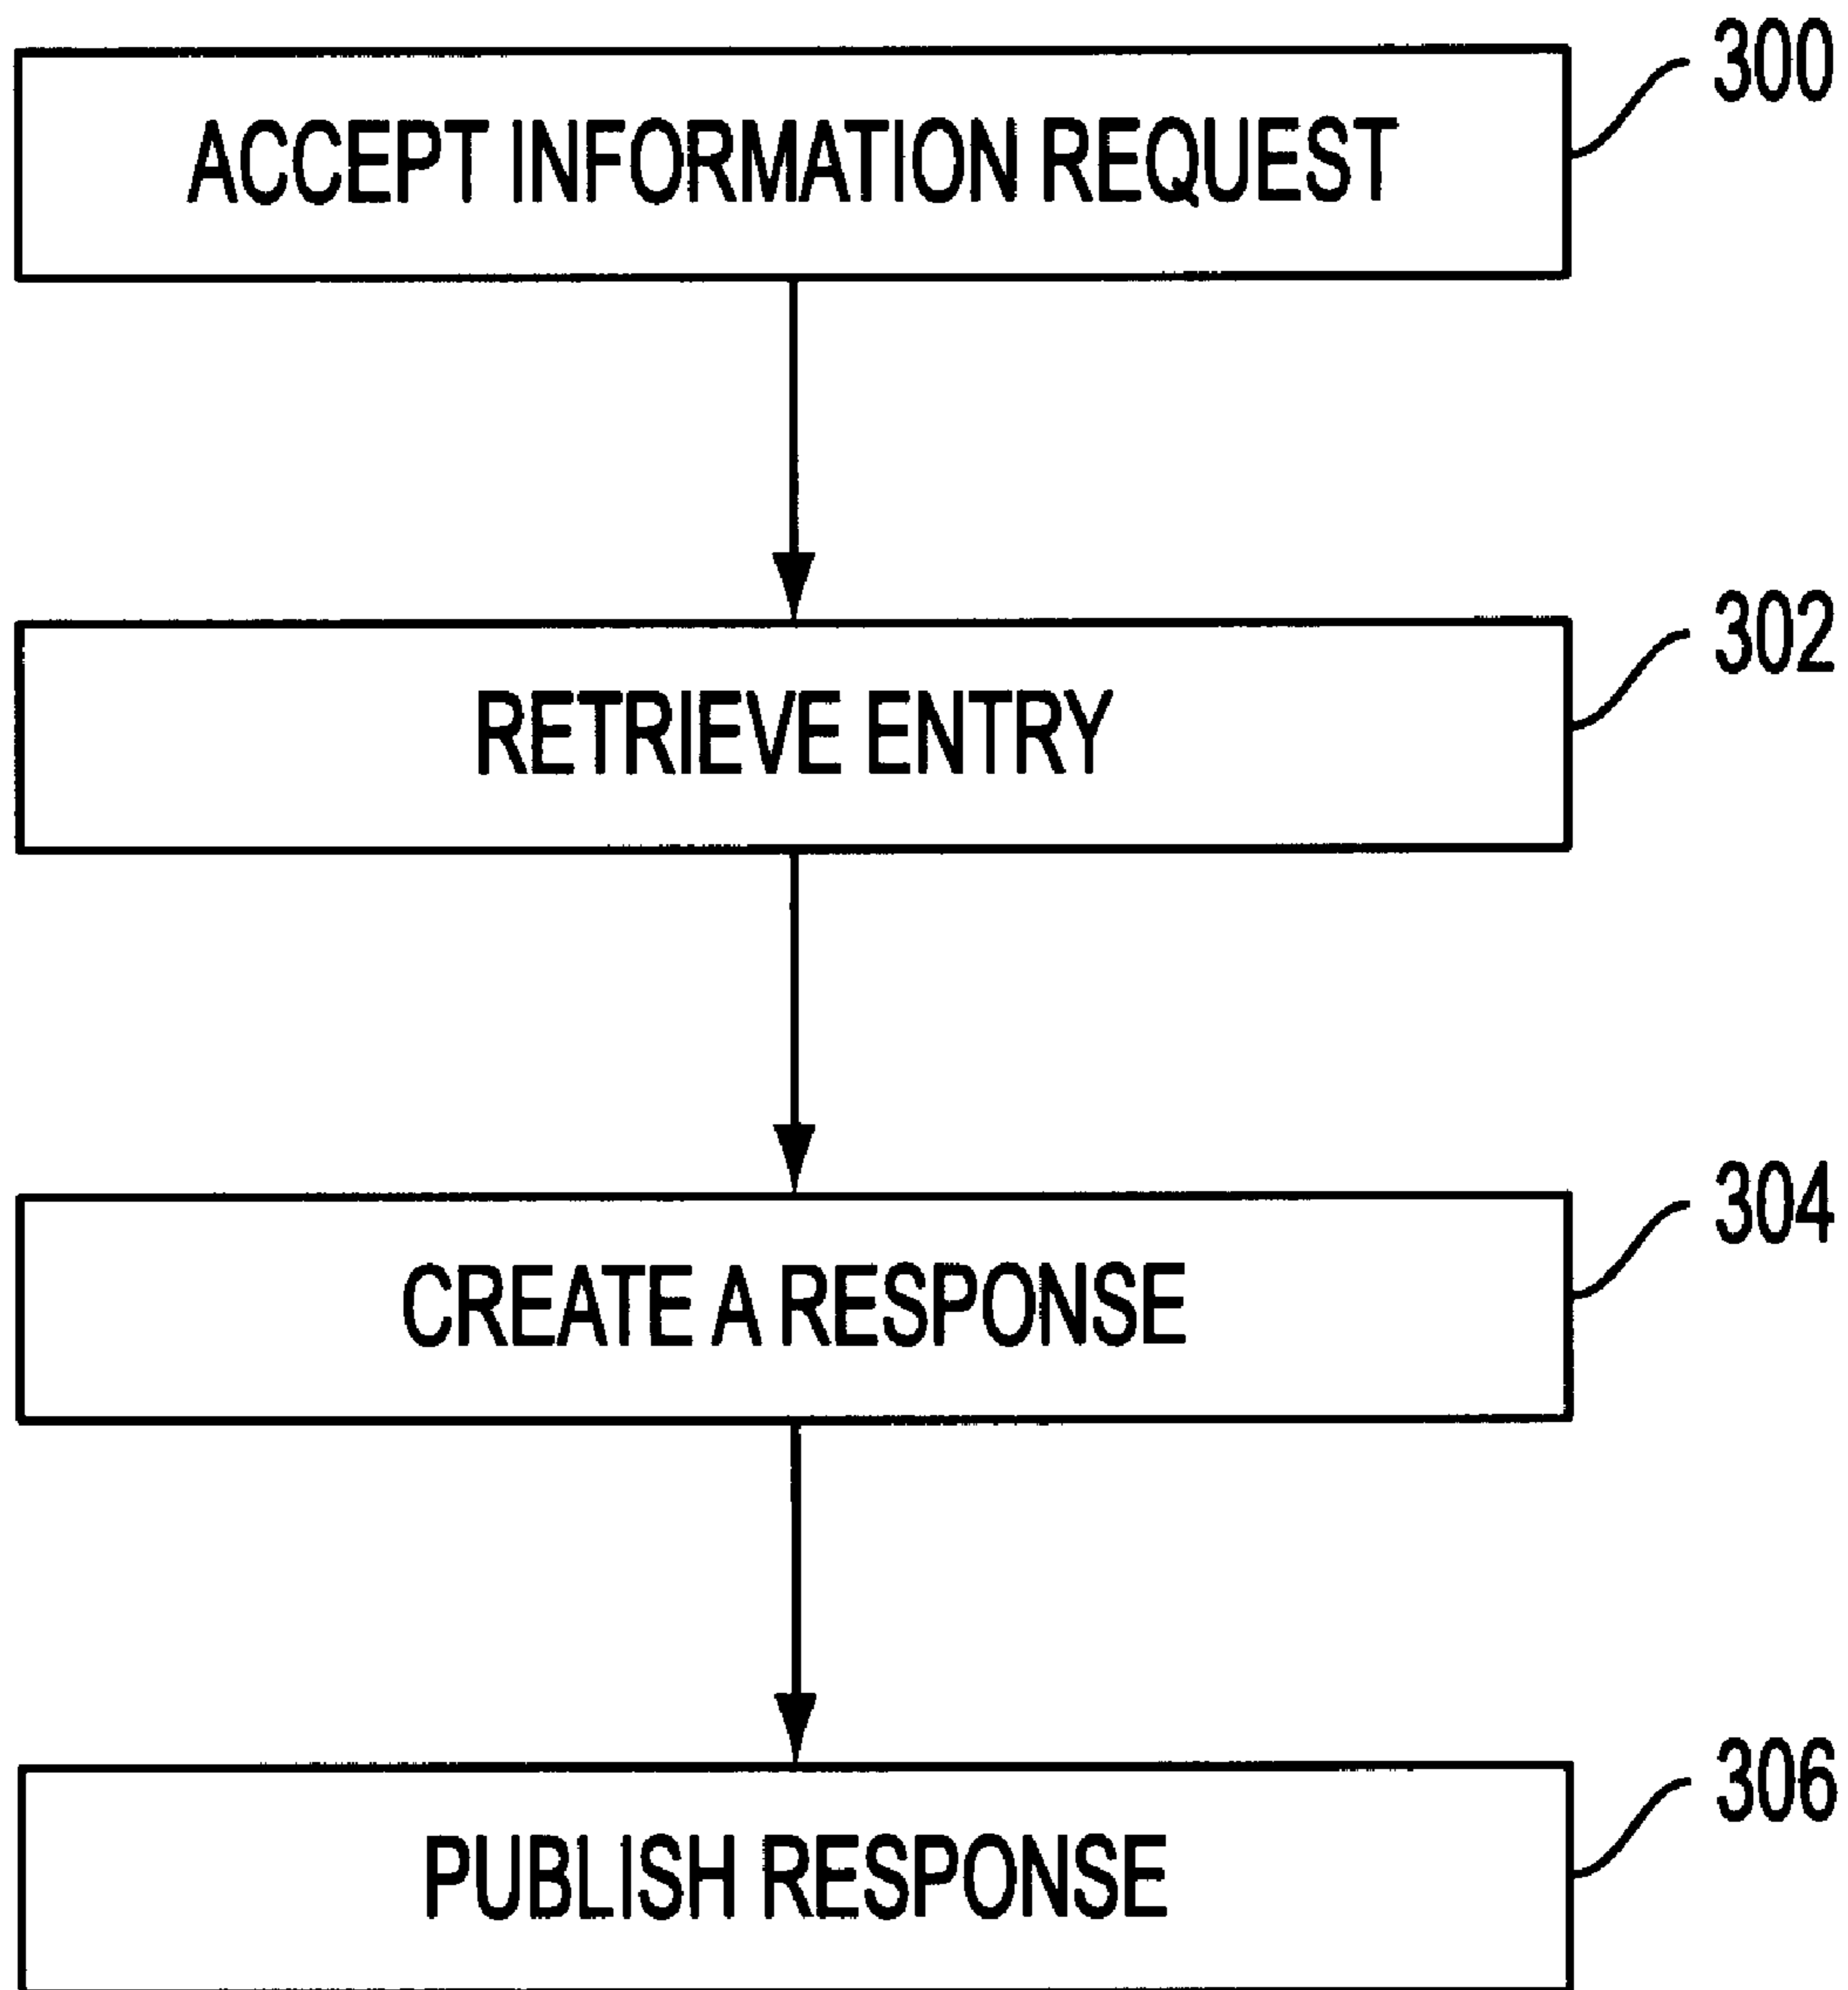 300
ACCEPT INFORMATION REQUEST
302
RETRIEVE ENTRY
304
CREATE A RESPONSE
306
PUBLISH RESPONSE